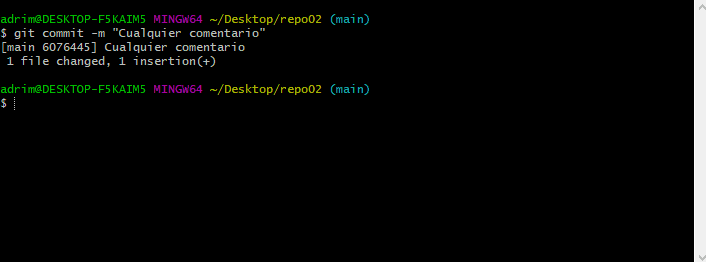 adrim@DESKTOP-F5KAIM5 MINGW64 ~/Desktop/repo02 (main)
$ git commit -m "Cualquier comentario"
[main 6076445] Cualquier comentario
 1 file changed, 1 insertion(+)
adrim@DESKTOP-F5KAIM5 MINGW64 ~/Desktop/repo02 (main)
$